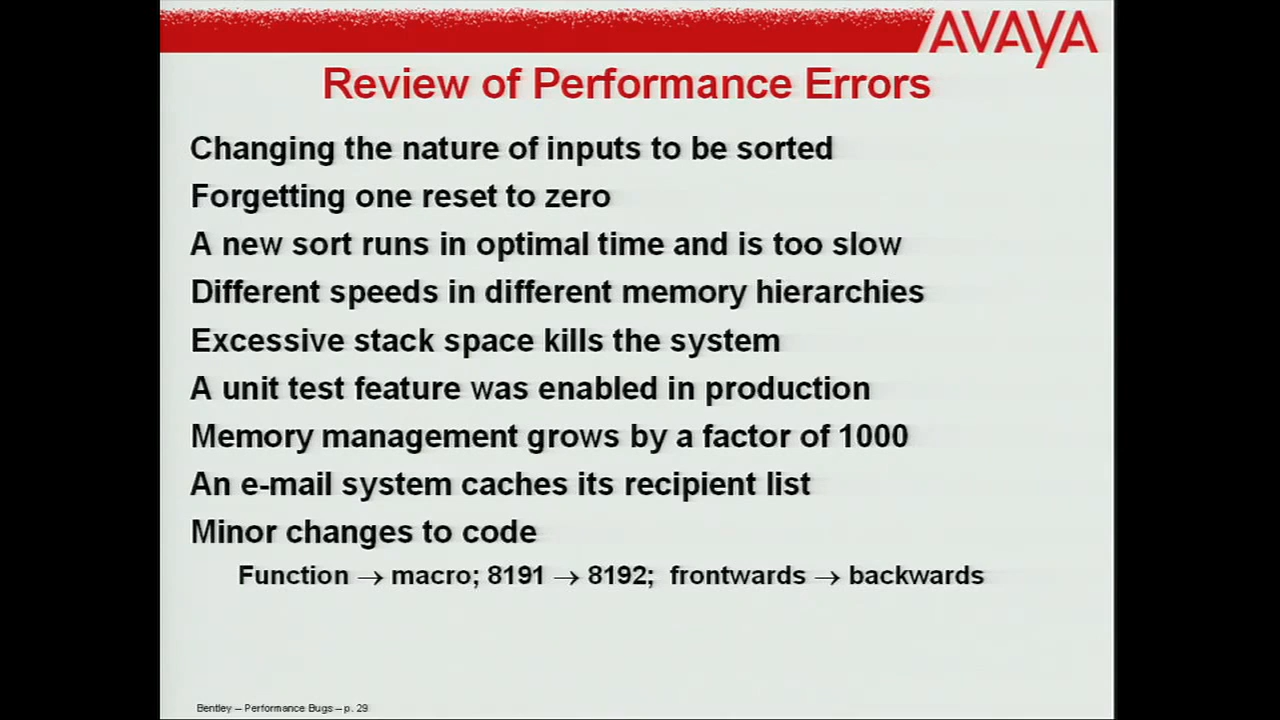 AVAYA
Review of Performance Errors
Changing the nature of inputs to be sorted
Forgetting one reset to zero
A new sort runs in optimal time and is too slow
Different speeds in different memory hierarchies
Excessive stack space kills the system
A unit test feature was enabled in production
Memory management grows by a factor of 1000
An e-mail system caches its recipient list
Minor changes to code
Function → macro; 8191 → 8192; frontwards → backwards
Bentley – Performance Bugs – p. 29